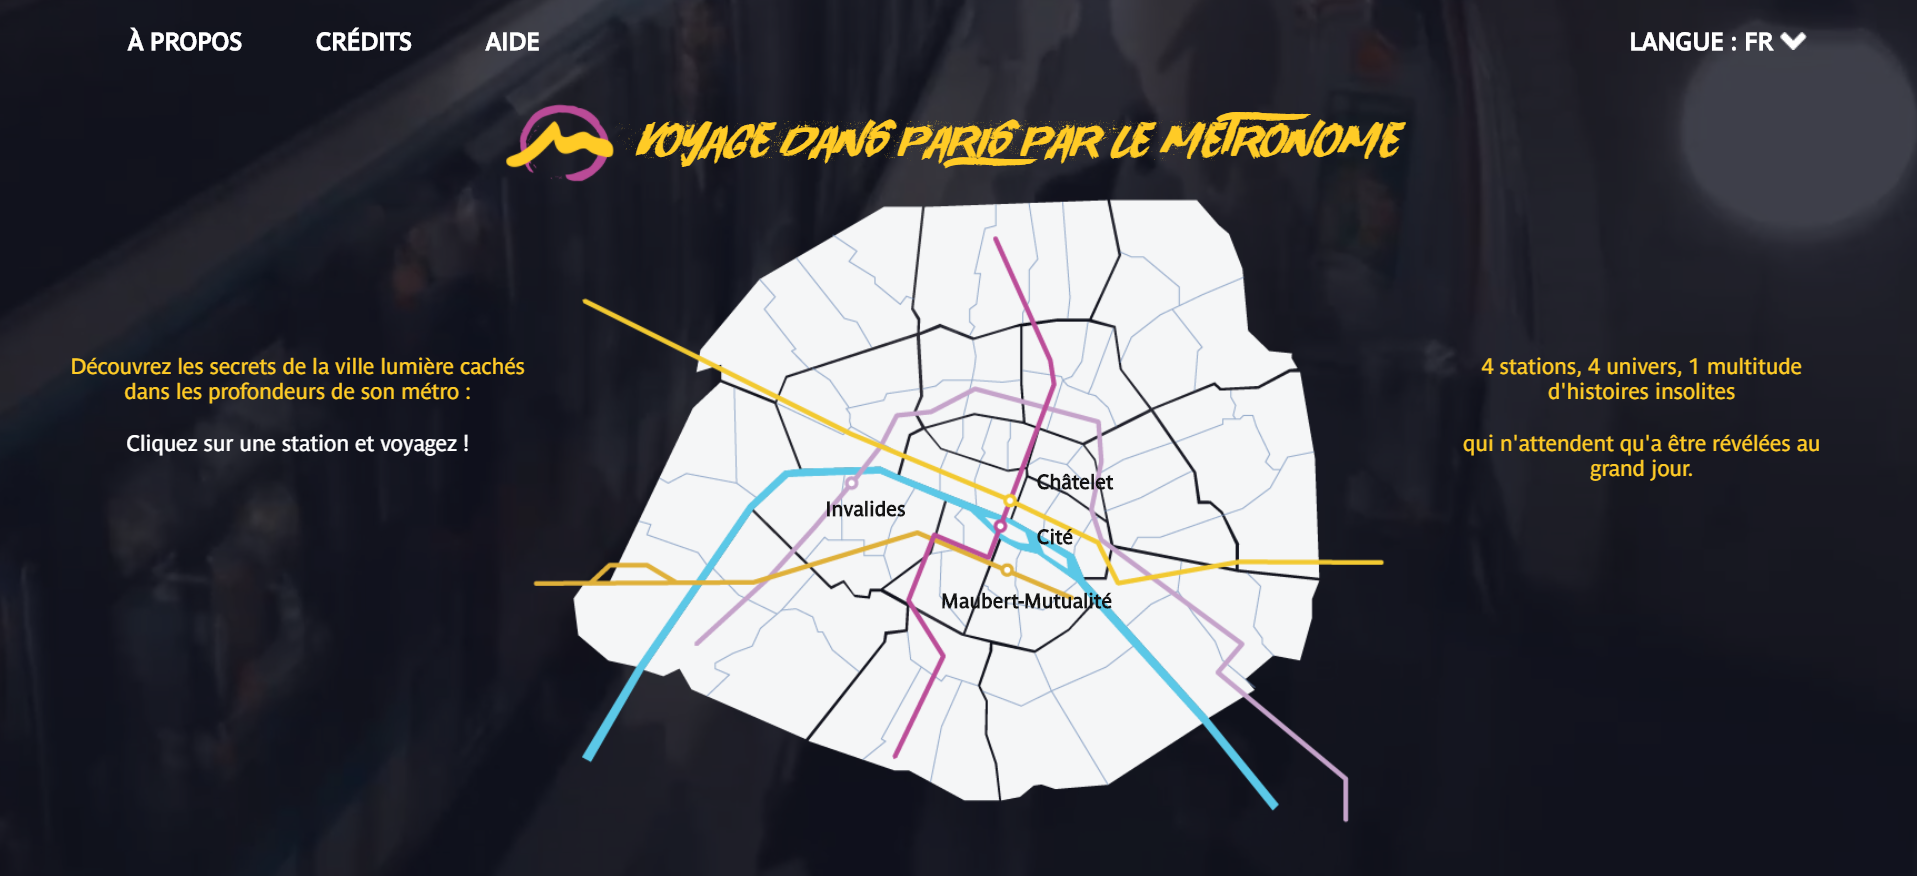 À PROPOS
CRÉDITS
AIDE
LANGUE : FR
VOYAGE DANS PARIS PAR LE METRONOME
Découvrez les secrets de la ville lumière cachés
dans les profondeurs de son métro :
Cliquez sur une station et voyagez !
Châtelet
Invalides
Cité
Maubert-Mutualité
4 stations, 4 univers, 1 multitude
d'histoires insolites
qui n'attendent qu'a être révélées au
grand jour.